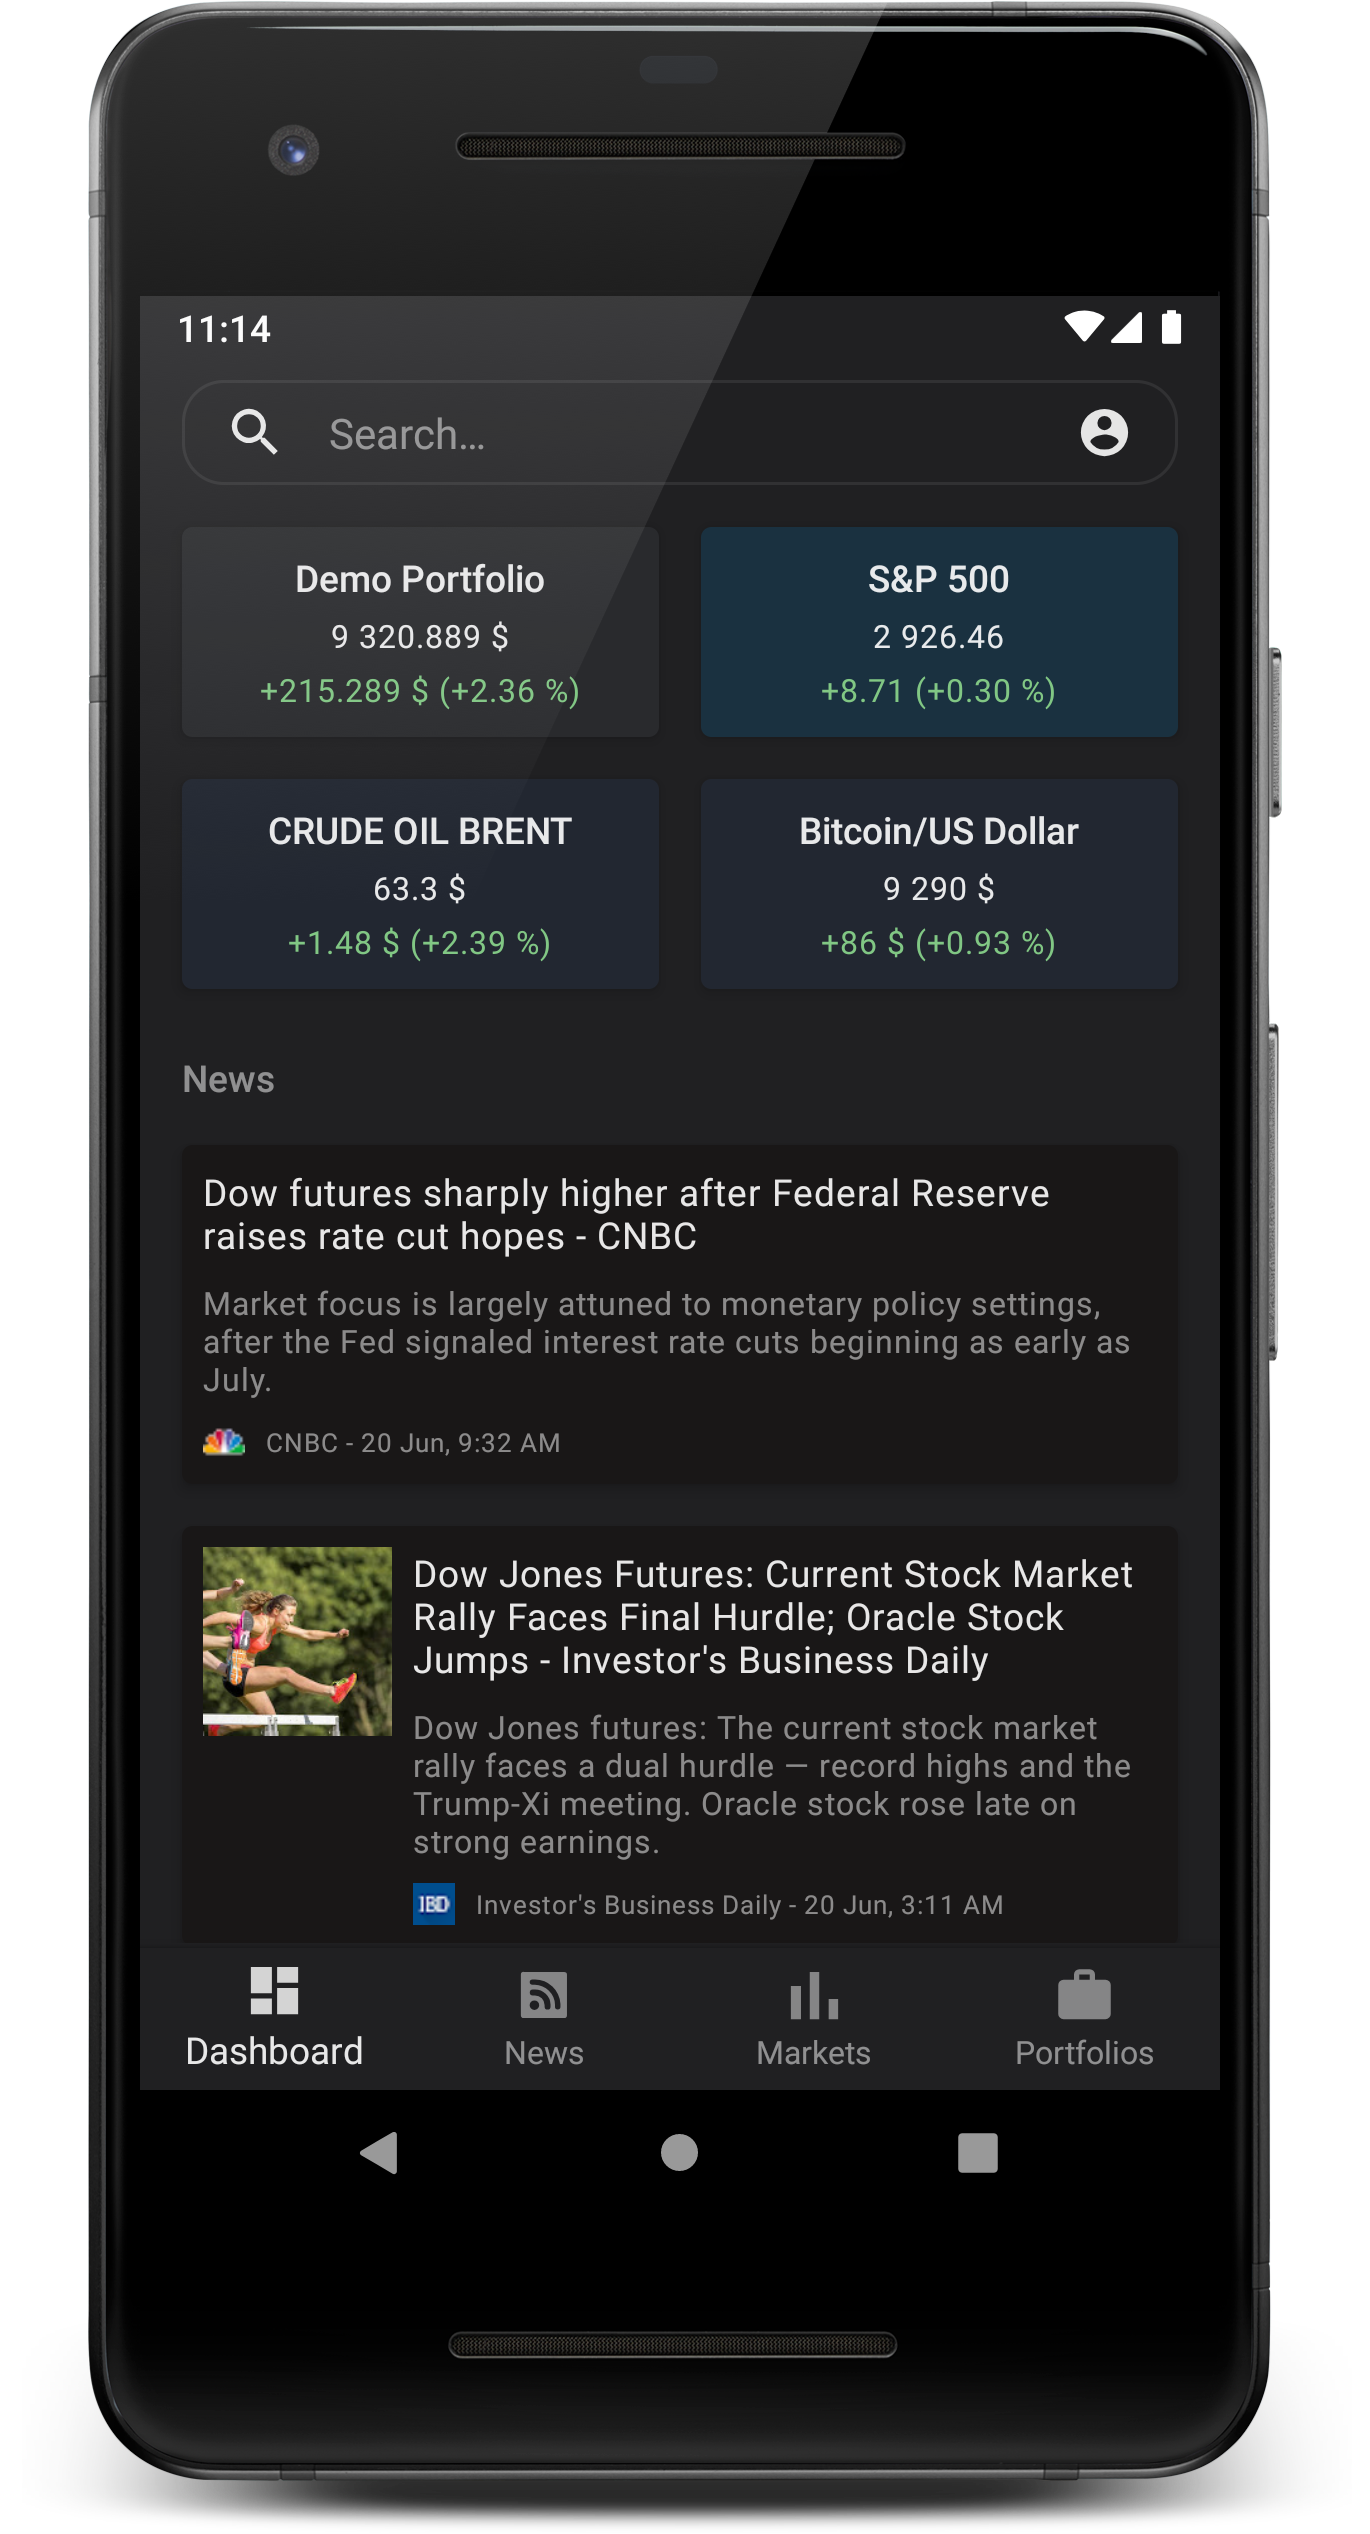 11:14
Search...
Demo Portfolio
9 320.889 $
+215.289 $ (+2.36 %)
S&P 500
2 926.46
+8.71 (+0.30 %)
CRUDE OIL BRENT
63.3 $
+1.48 $ (+2.39 %)
Bitcoin/US Dollar
9 290 $
+86 $ (+0.93 %)
News
Dow futures sharply higher after Federal Reserve
raises rate cut hopes - CNBC
Market focus is largely attuned to monetary policy settings,
after the Fed signaled interest rate cuts beginning as early as
July.
CNBC - 20 Jun, 9:32 AM
Dow Jones Futures: Current Stock Market
Rally Faces Final Hurdle; Oracle Stock
Jumps - Investor's Business Daily
Dow Jones futures: The current stock market
rally faces a dual hurdle — record highs and the
Trump-Xi meeting. Oracle stock rose late on
strong earnings.
IBD Investor's Business Daily - 20 Jun, 3:11 AM
Dashboard
News
Markets
Portfolios